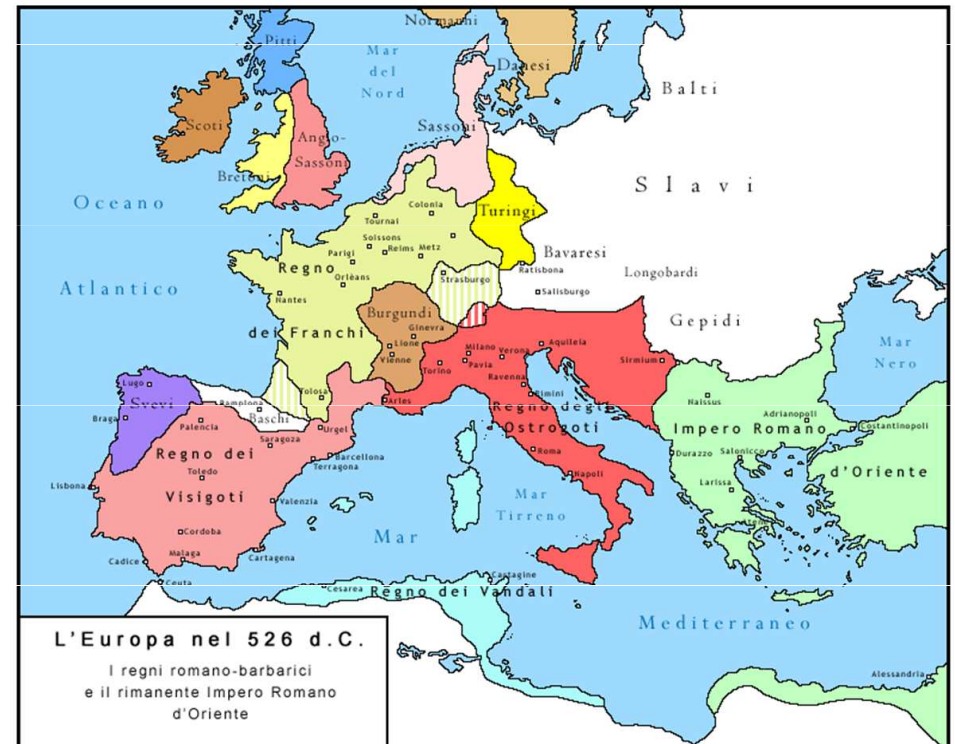 Normanni
Pitti
Mar
del
Nord
Danesi
Balti
Scoti
Sassoni
Anglo-
Sassoni
Bretoni
Slavi
Oceano
Colonia
Tournai
Turingi
Soissons
Reims
Metz
Parigi
Bavaresi
Regno
Ratisbona
Longobardi
Orlèans
Strasburgo
Atlantico
Salisburgo
Nantes
Burgundi
Gepidi
Ginevra
dei Franchi
Mar
Nero
Lione
Milano
Verona
Aquileia
Vienne
Pavia
Sirmium
Torino
Ravenna
Lugo
Tolosa
Rimini
Arles
Naissus
Svevi
Pamplona
Regno degli
Adrianopoli
Braga
Baschi
Palencia
Urgel
Ostrogoti
Impero Romano
Costantinopoli
Saragoza
Regno dei
Roma
Durazzo
Salonicco
Barcellona
Terragona
Toledo
Napoli
d'Oriente
Lisbona
Visigoti
Valenzia
Mar
Tirreno
Larissa
Atene
Cordoba
Mar
Malaga
Cadice
Cartagena
Ceuta
Cartagine
Cesarea
Regno dei Vandali
Mediterraneo
Alessandria
L'Europa nel 526 d.C.
I regni romano-barbarici
e il rimanente Impero Romano
d'Oriente